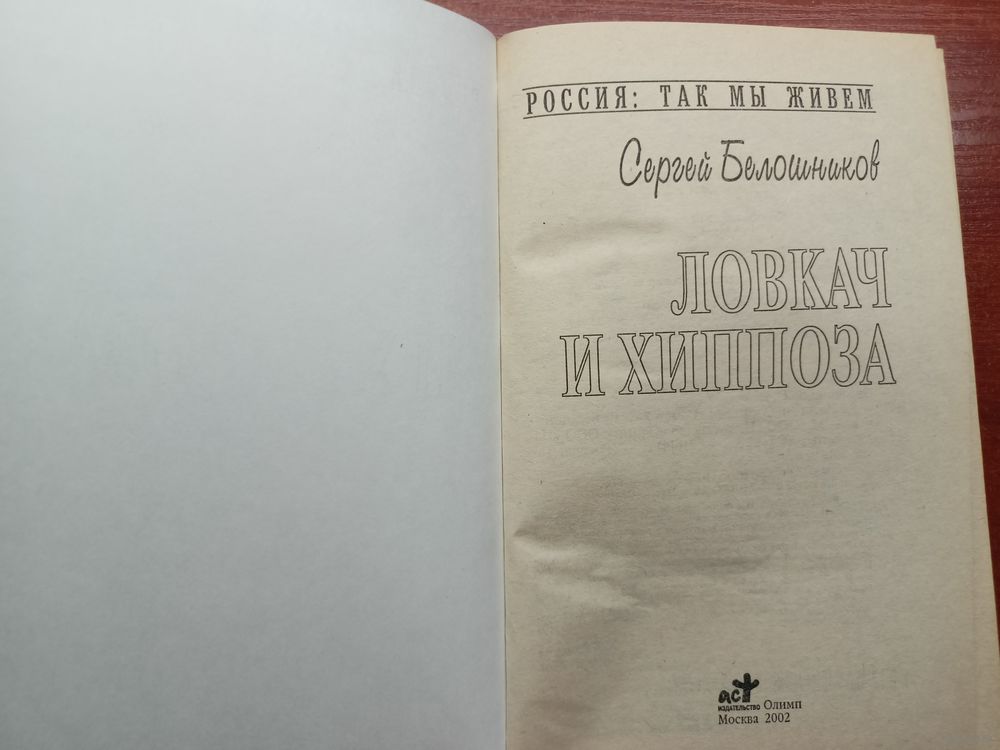 РОССИЯ: ТАК МЫ ЖИВЕМ
Сергей Белошников
ЛОВКАЧ
И ХИППОЗА
аст
ИЗДАТЕЛЬСТВО Олимп
Москва 2002